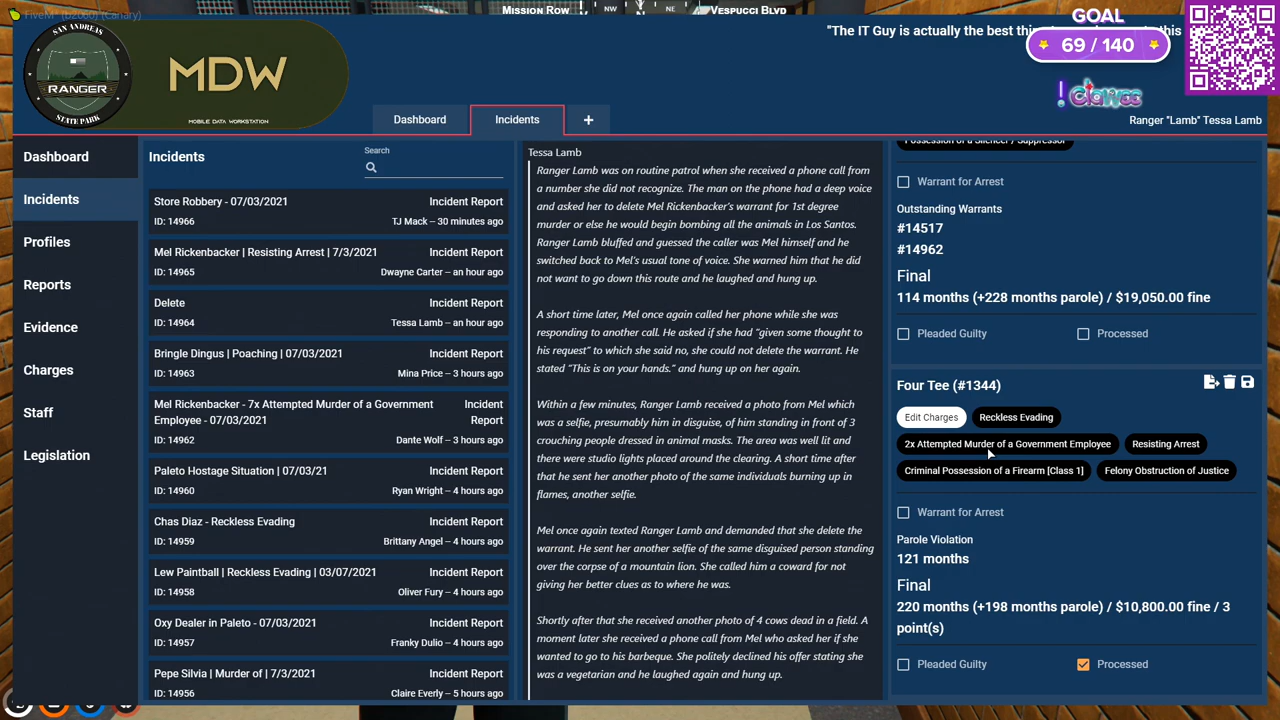 FiveM® (b2060) (Canary)
MISSION ROW
NW
NE
VESPUCCI BLVD
"The IT Guy is actually the best thi
this
GOAL
69 / 140
SAN ANDREAS
RANGER
STATE PARK
MDW
MOBILE DATA WORKSTATION
! Clawes
Dashboard
Incidents
+
Ranger "Lamb" Tessa Lamb
Dashboard
Incidents
Profiles
Reports
Evidence
Charges
Staff
Legislation
Incidents
Search
Store Robbery - 07/03/2021
Incident Report
ID: 14966
TJ Mack – 30 minutes ago
Mel Rickenbacker | Resisting Arrest | 7/3/2021
Incident Report
ID: 14965
Dwayne Carter – an hour ago
Delete
Incident Report
ID: 14964
Tessa Lamb – an hour ago
Bringle Dingus | Poaching | 07/03/2021
Incident Report
ID: 14963
Mina Price – 3 hours ago
Mel Rickenbacker - 7x Attempted Murder of a Government
Employee - 07/03/2021
Incident
Report
ID: 14962
Dante Wolf – 3 hours ago
Paleto Hostage Situation | 07/03/21
Incident Report
ID: 14960
Ryan Wright – 4 hours ago
Chas Diaz - Reckless Evading
Incident Report
ID: 14959
Brittany Angel – 4 hours ago
Lew Paintball | Reckless Evading | 03/07/2021
Incident Report
ID: 14958
Oliver Fury – 4 hours ago
Oxy Dealer in Paleto - 07/03/2021
Incident Report
ID: 14957
Franky Dulio – 4 hours ago
Pepe Silvia | Murder of | 7/3/2021
Incident Report
ID: 14956
Claire Everly – 5 hours ago
Tessa Lamb
Ranger Lamb was on routine patrol when she received a phone call from
a number she did not recognize. The man on the phone had a deep voice
and asked her to delete Mel Rickenbacker's warrant for 1st degree
murder or else he would begin bombing all the animals in Los Santos.
Ranger Lamb bluffed and guessed the caller was Mel himself and he
switched back to Mel's usual tone of voice. She warned him that he did
not want to go down this route and he laughed and hung up.
A short time later, Mel once again called her phone while she was
responding to another call. He asked if she had "given some thought to
his request" to which she said no, she could not delete the warrant. He
stated "This is on your hands." and hung up on her again.
Within a few minutes, Ranger Lamb received a photo from Mel which
was a selfie, presumably him in disguise, of him standing in front of 3
crouching people dressed in animal masks. The area was well lit and
there were studio lights placed around the clearing. A short time after
that he sent her another photo of the same individuals burning up in
flames, another selfie.
Mel once again texted Ranger Lamb and demanded that she delete the
warrant. He sent her another selfie of the same disguised person standing
over the corpse of a mountain lion. She called him a coward for not
giving her better clues as to where he was.
Shortly after that she received another photo of 4 cows dead in a field. A
moment later she received a phone call from Mel who asked her if she
wanted to go to his barbeque. She politely declined his offer stating she
was a vegetarian and he laughed again and hung up.
Possession of a Silencer / Suppressor
Warrant for Arrest
Outstanding Warrants
#14517
#14962
Final
114 months (+228 months parole) / $19,050.00 fine
Pleaded Guilty
Processed
Four Tee (#1344)
Edit Charges
Reckless Evading
2x Attempted Murder of a Government Employee
Resisting Arrest
Criminal Possession of a Firearm [Class 1]
Felony Obstruction of Justice
Warrant for Arrest
Parole Violation
121 months
Final
220 months (+198 months parole) / $10,800.00 fine / 3
point(s)
Pleaded Guilty
Processed